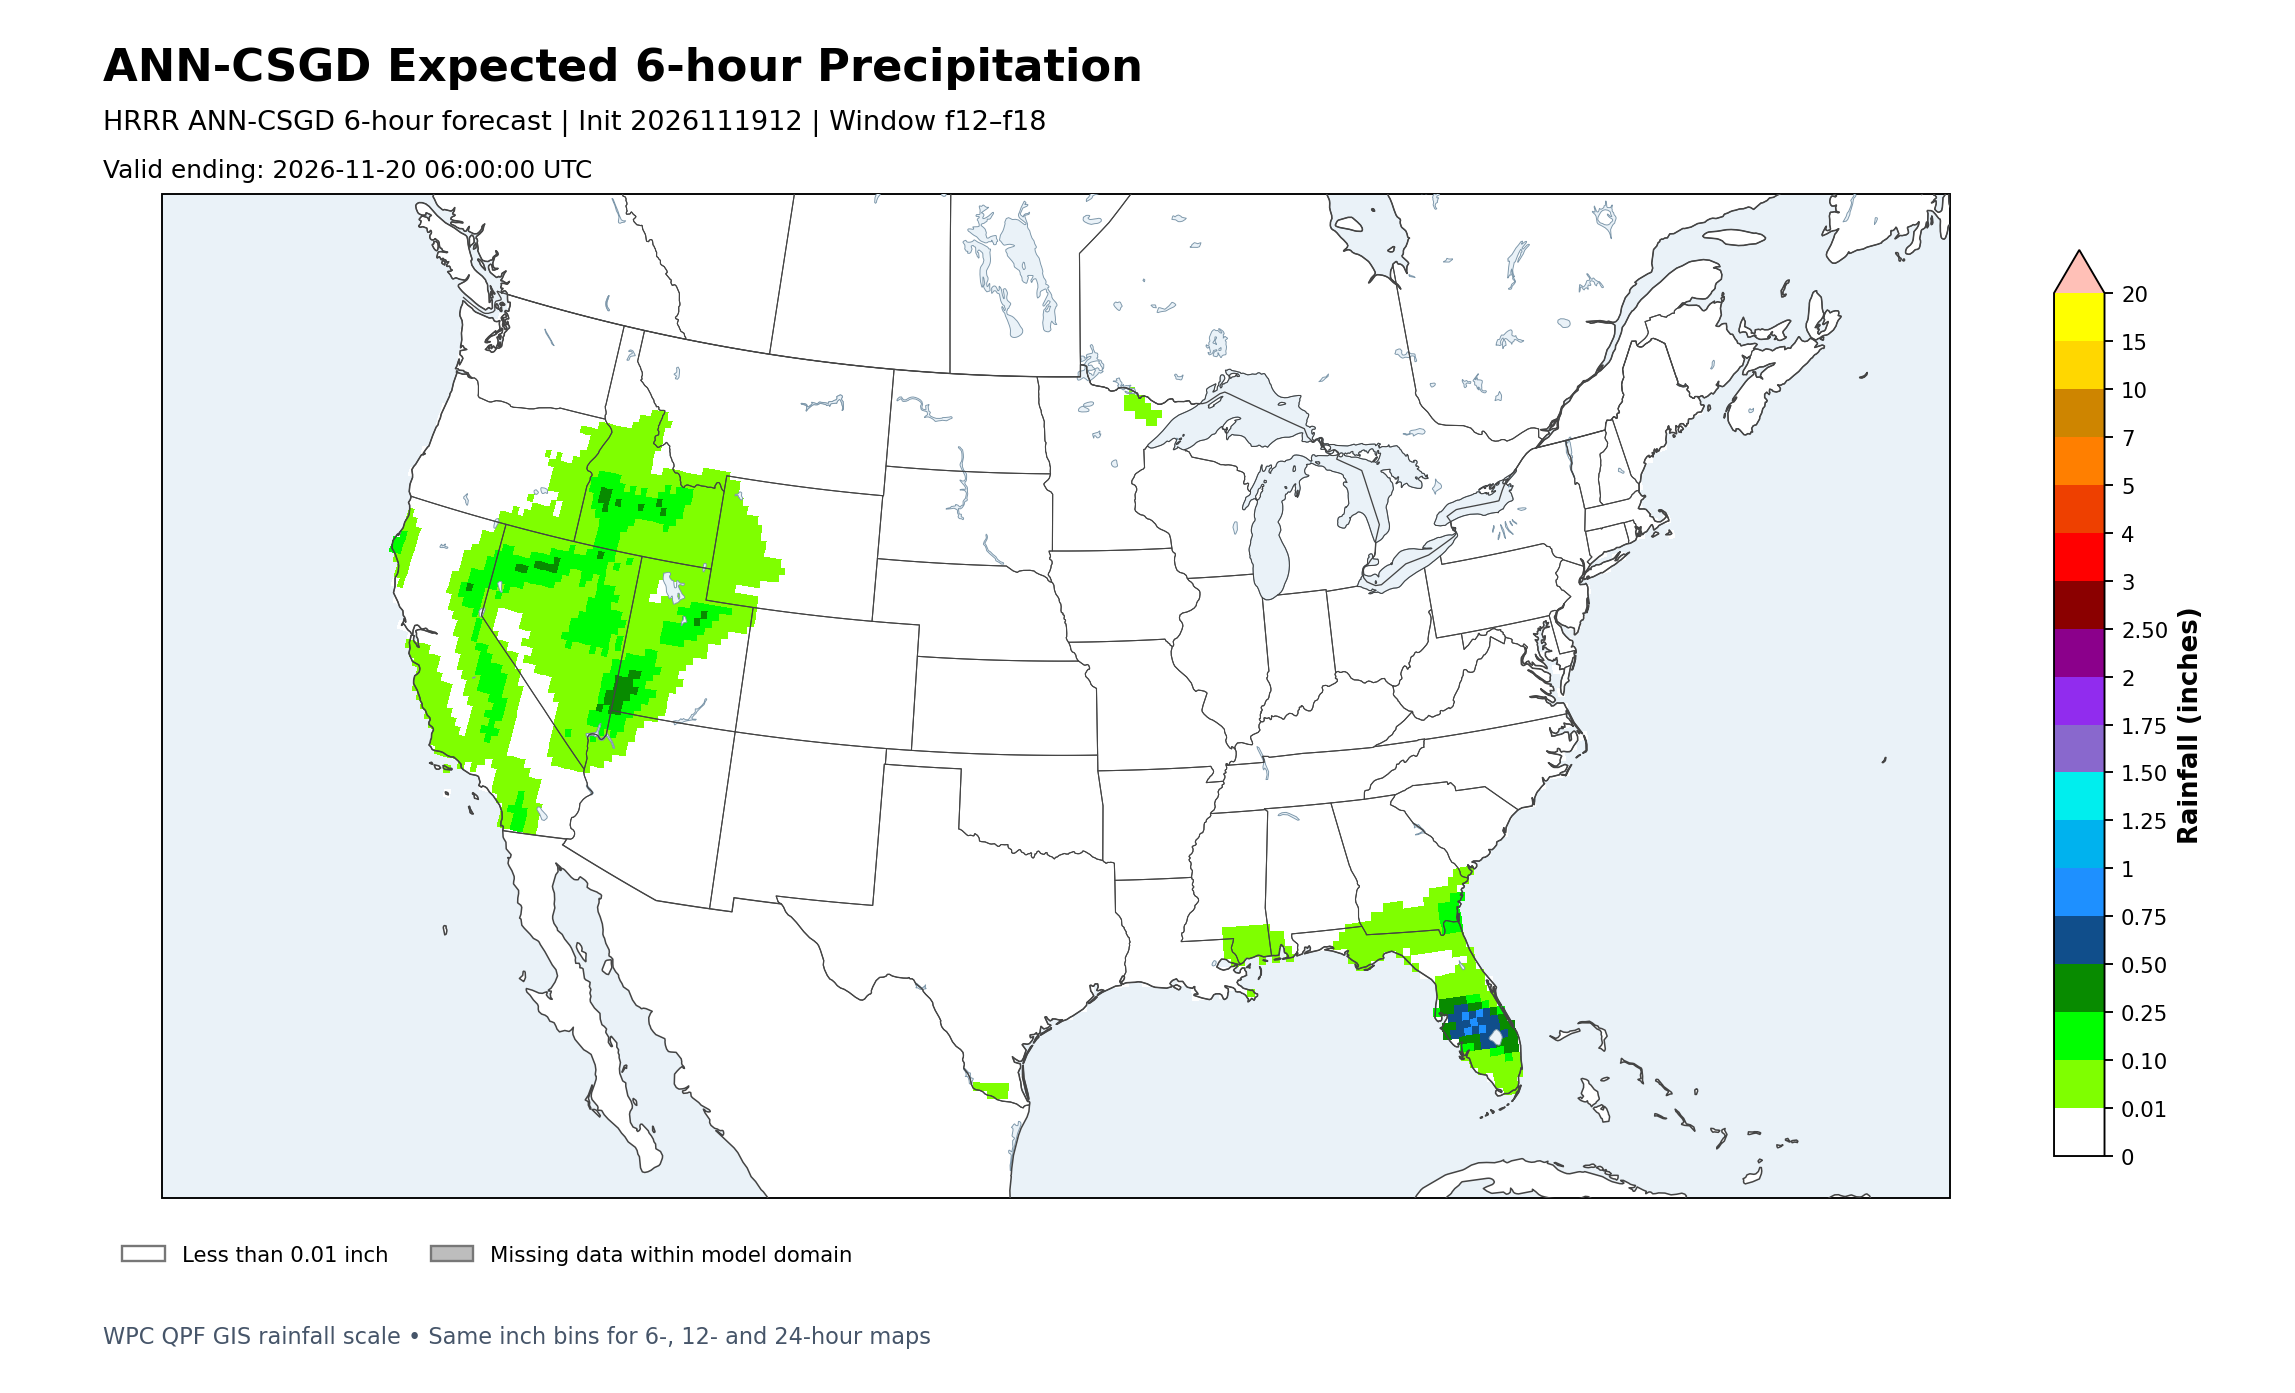 ANN-CSGD Expected 6-hour Precipitation
HRRR ANN-CSGD 6-hour forecast | Init 2026111912 | Window f12–f18
Valid ending: 2026-11-20 06:00:00 UTC
20
15
10
7
5
4
3
2.50
2
1.75
1.50
1.25
1
0.75
0.50
0.25
0.10
0.01
0
Rainfall (inches)
Less than 0.01 inch
Missing data within model domain
WPC QPF GIS rainfall scale • Same inch bins for 6-, 12- and 24-hour maps